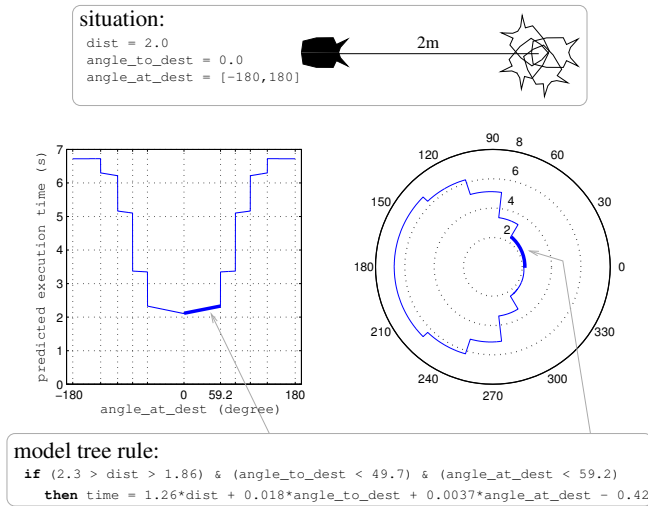 situation:
dist = 2.0
angle_to_dest = 0.0
angle_at_dest = [-180,180]
2m
predicted execution time (s)
7
6
5
4
3
2
1
0
−180
0
59.2
180
angle_at_dest (degree)
90
8
120
60
6
150
4
30
2
180
0
210
330
240
300
270
model tree rule:
if (2.3 > dist > 1.86) & (angle_to_dest < 49.7) & (angle_at_dest < 59.2)
then time = 1.26*dist + 0.018*angle_to_dest + 0.0037*angle_at_dest − 0.42